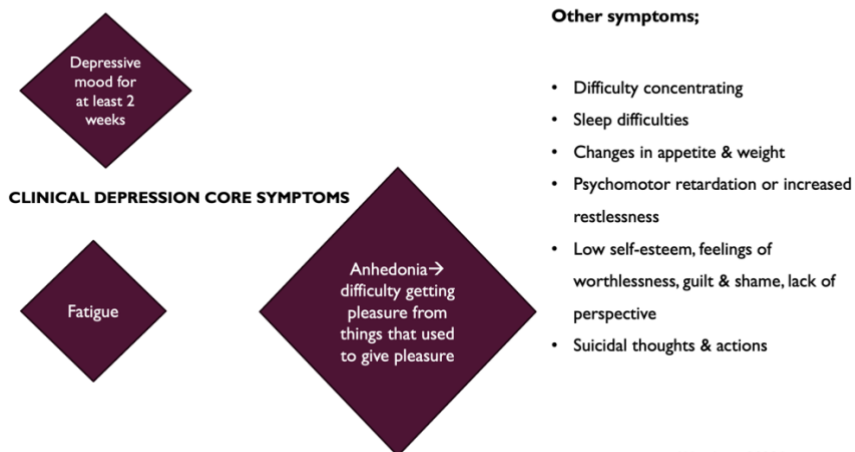 Depressive
mood for
at least 2
weeks
CLINICAL DEPRESSION CORE SYMPTOMS
Fatigue
Anhedonia→
difficulty getting
pleasure from
things that used
to give pleasure
Other symptoms;
• Difficulty concentrating
• Sleep difficulties
• Changes in appetite & weight
• Psychomotor retardation or increased
restlessness
• Low self-esteem, feelings of
worthlessness, guilt & shame, lack of
perspective
• Suicidal thoughts & actions